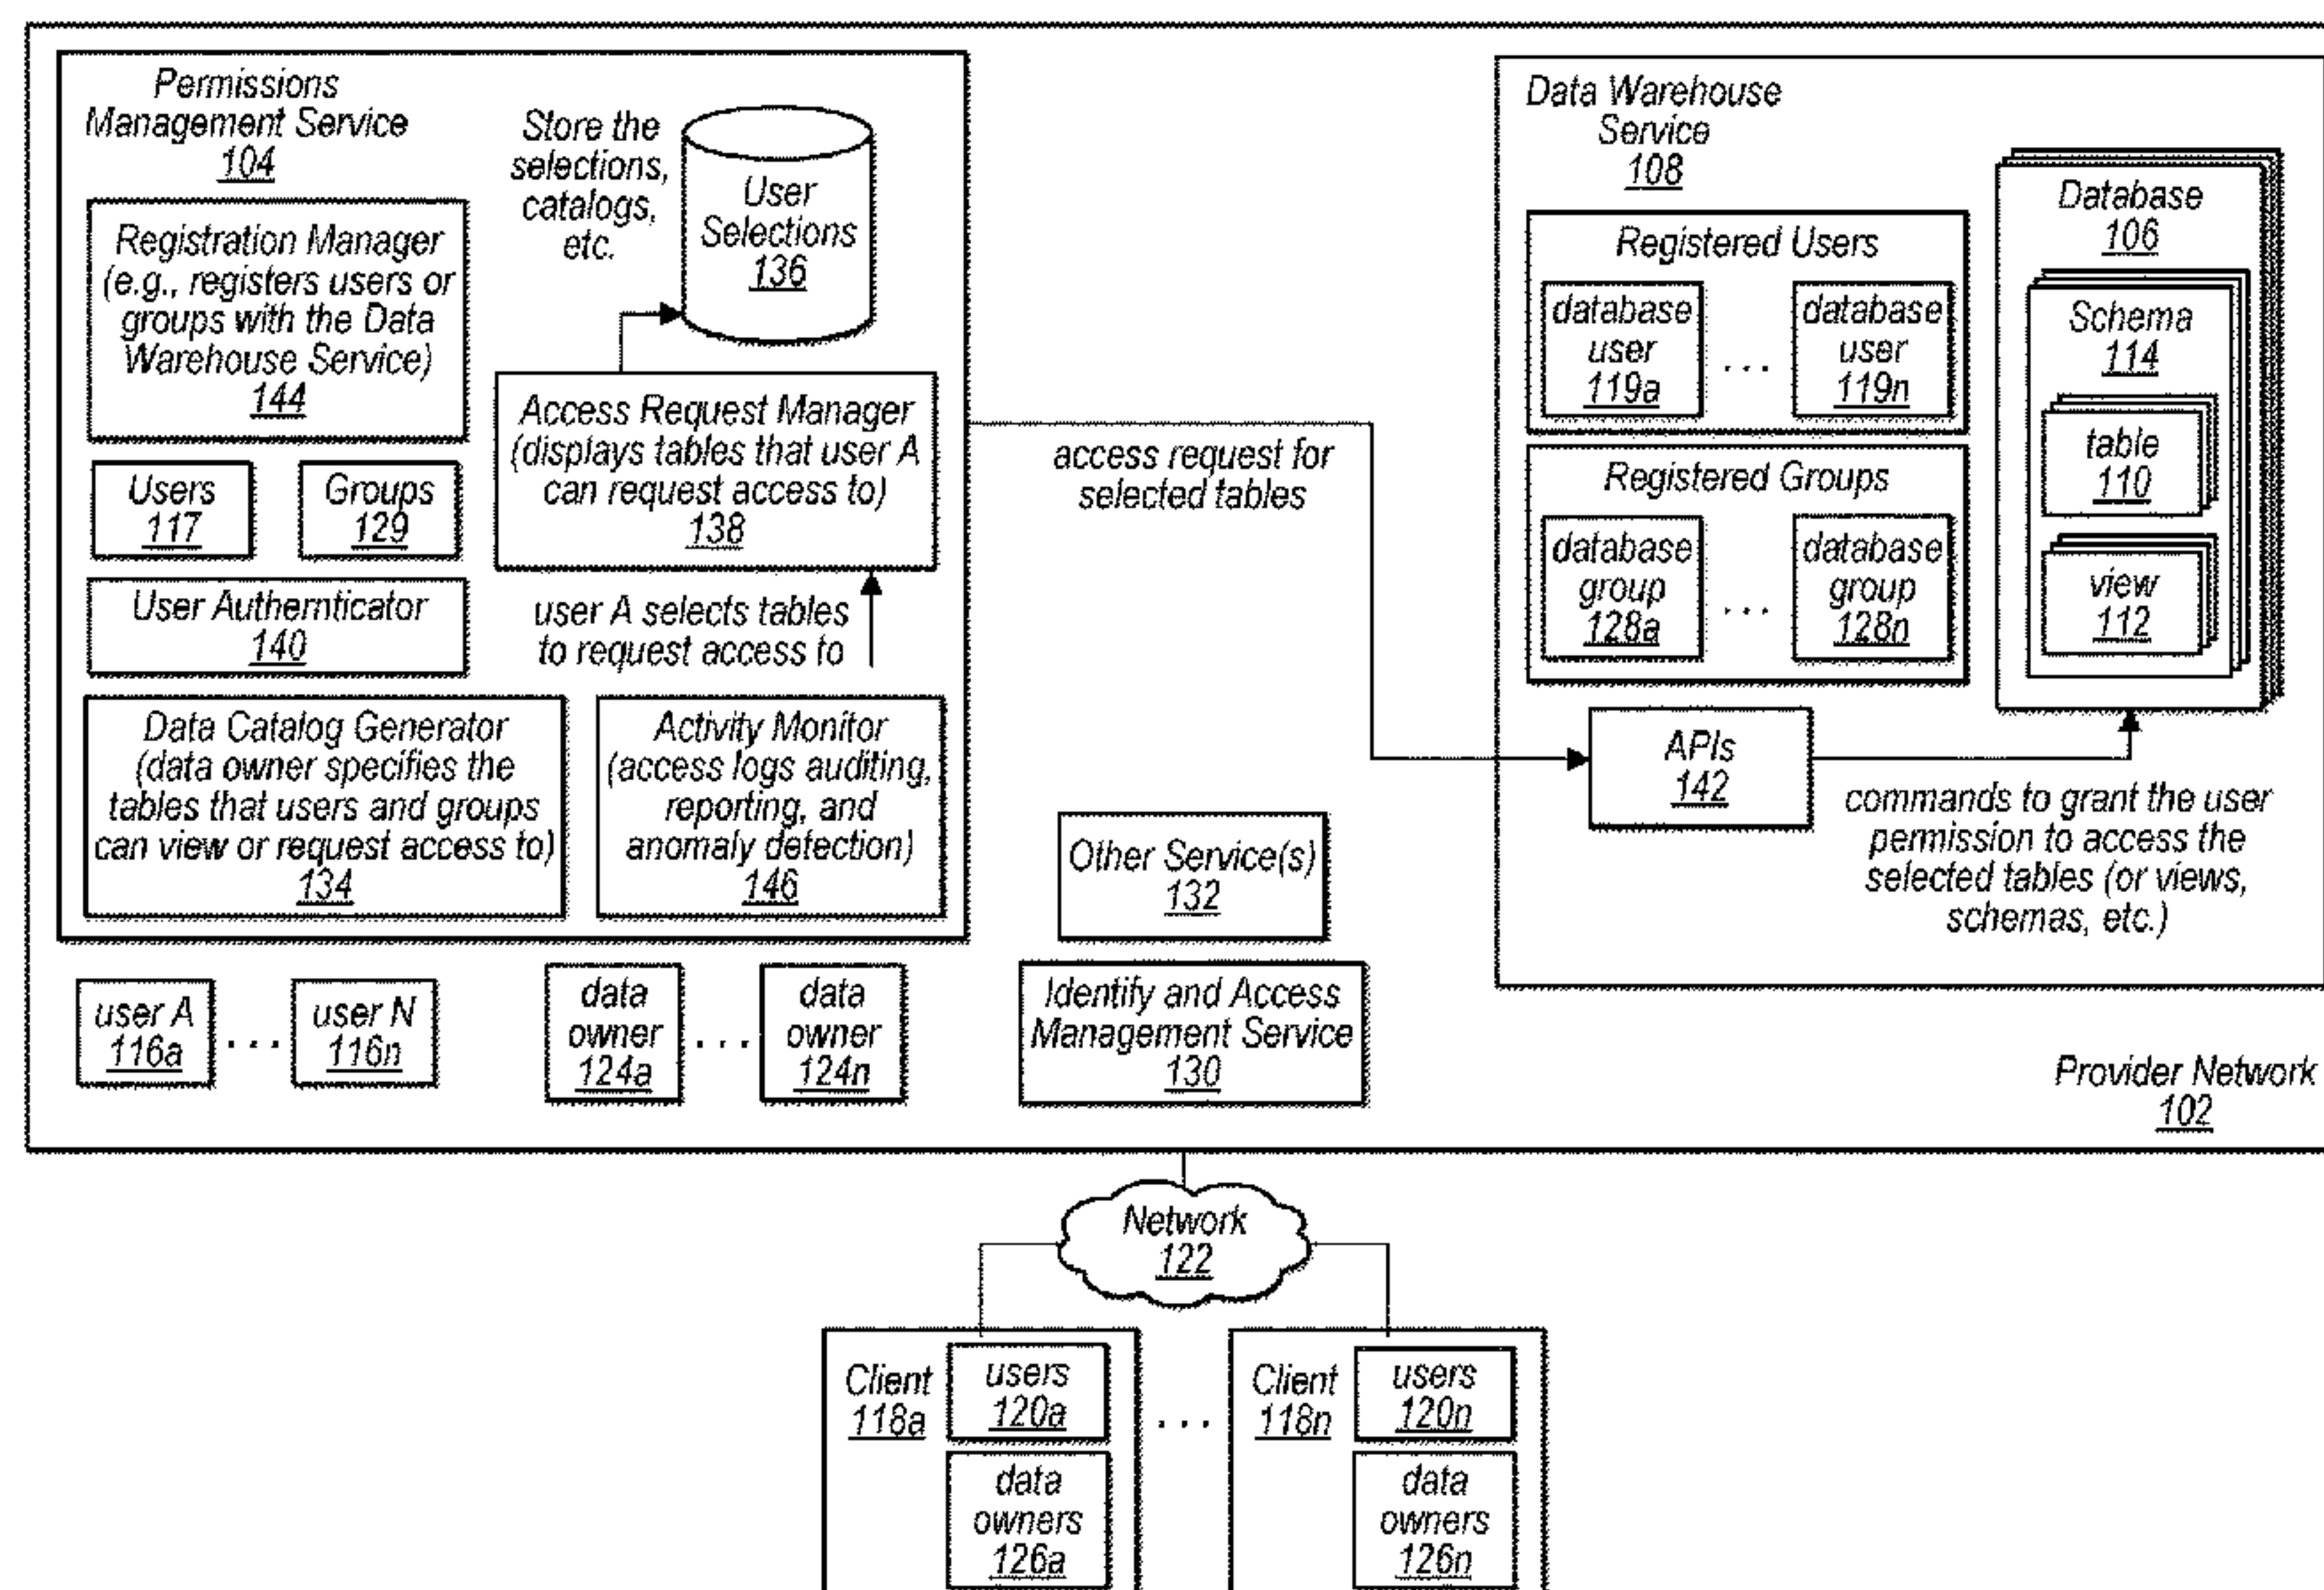 Permissions
Management Service
104
Store the
selections,
catalogs,
etc.
User
Selections
136
Registration Manager
(e.g., registers users or
groups with the Data
Warehouse Service)
144
Access Request Manager
(displays tables that user A
can request access to)
138
Users
117
Groups
129
User Authernticator
140
user A selects tables
to request access to
Data Catalog Generator
(data owner specifies the
tables that users and groups
can view or request access to)
134
Activity Monitor
(access logs auditing,
reporting, and
anomaly detection)
146
access request for
selected tables
Data Warehouse
Service
108
Registered Users
database
user
119a
...
database
user
119n
Registered Groups
database
group
128a
...
database
group
128n
Database
106
Schema
114
table
110
view
112
APIs
142
commands to grant the user
permission to access the
selected tables (or views,
schemas, etc.)
Other Service(s)
132
Identify and Access
Management Service
130
user A
116a
...
user N
116n
data
owner
124a
...
data
owner
124n
Provider Network
102
Network
122
Client
118a
users
120a
data
owners
126a
...
Client
118n
users
120n
data
owners
126n